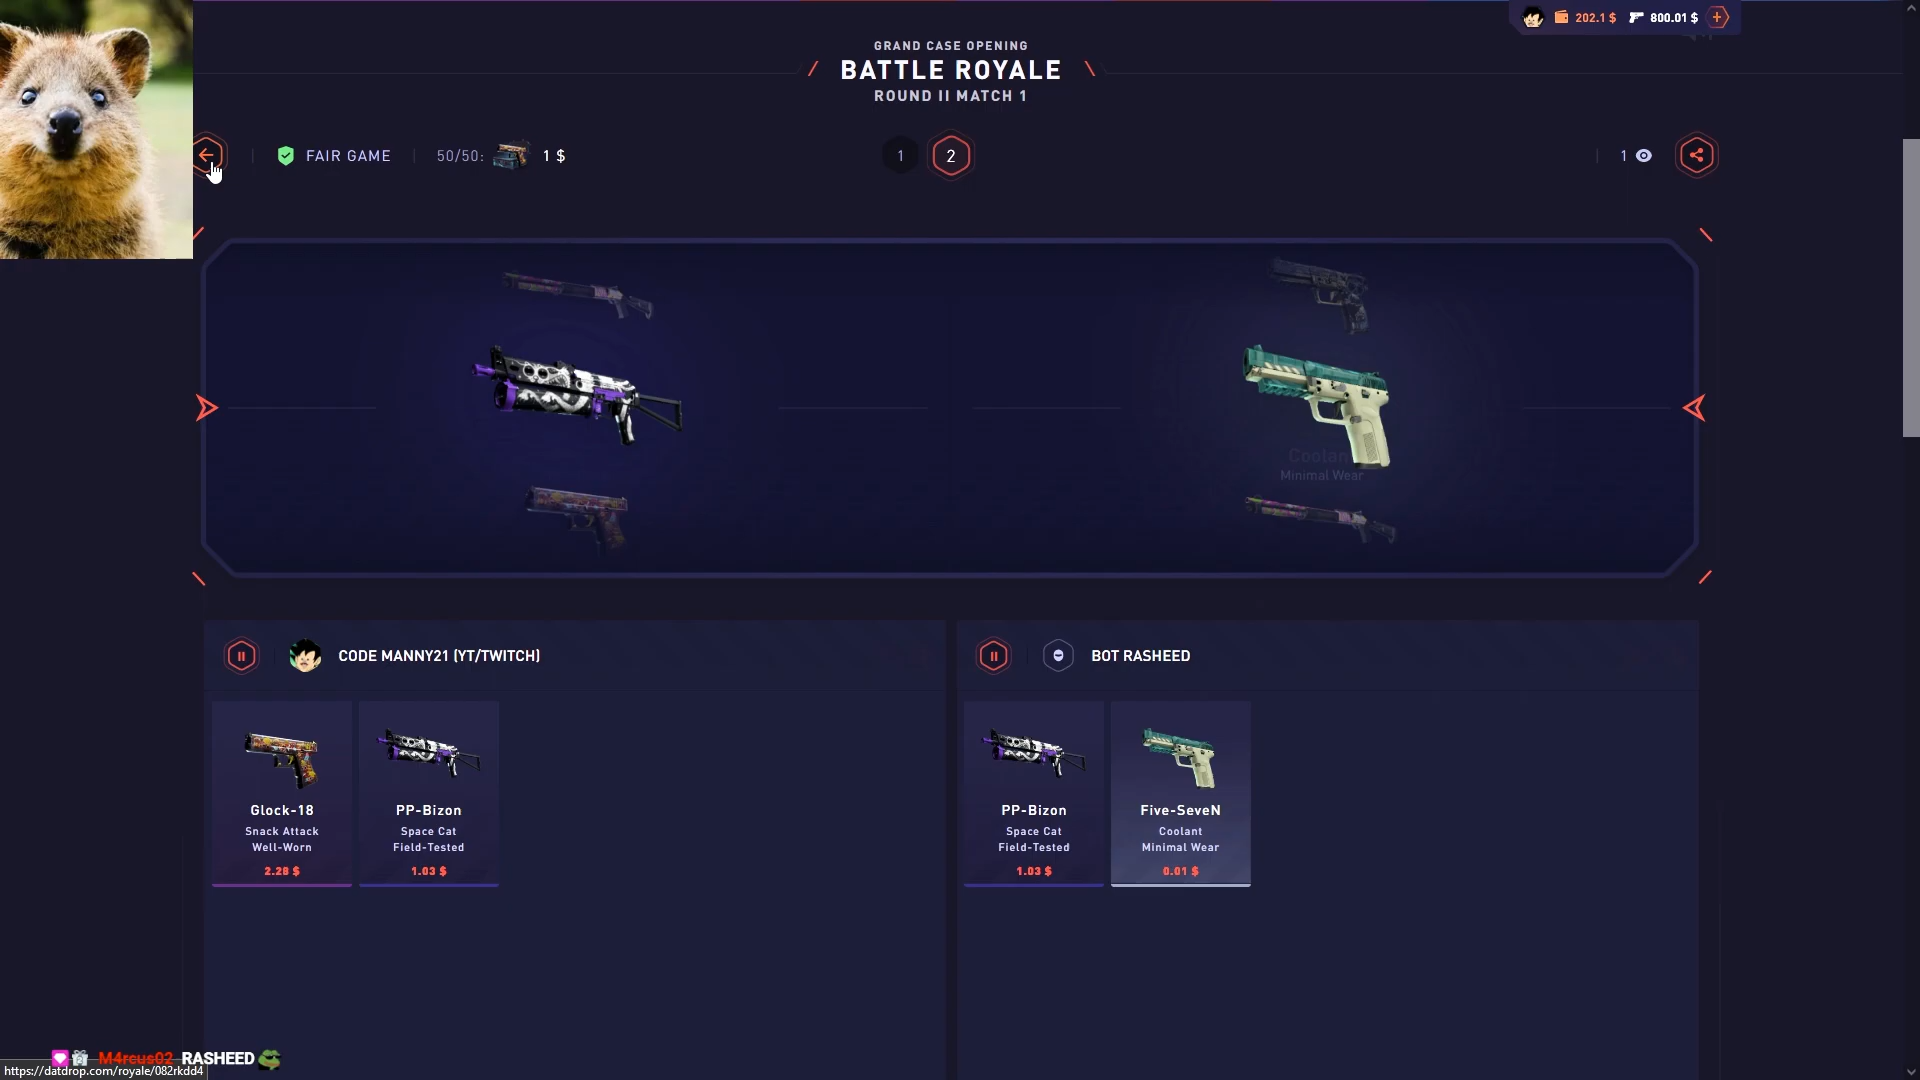 202.1 $ 800.01 $
GRAND CASE OPENING
BATTLE ROYALE
ROUND II MATCH 1
FAIR GAME 50/50: 1 $ 1 2 1
Coolant
Minimal Wear
CODE MANNY21 (YT/TWITCH)
BOT RASHEED
Glock-18
Snack Attack
Well-Worn
2.28 $
PP-Bizon
Space Cat
Field-Tested
1.03 $
PP-Bizon
Space Cat
Field-Tested
1.03 $
Five-SeveN
Coolant
Minimal Wear
0.01 $
M4rcus02 RASHEED
https://datdrop.com/royale/082rkdd4